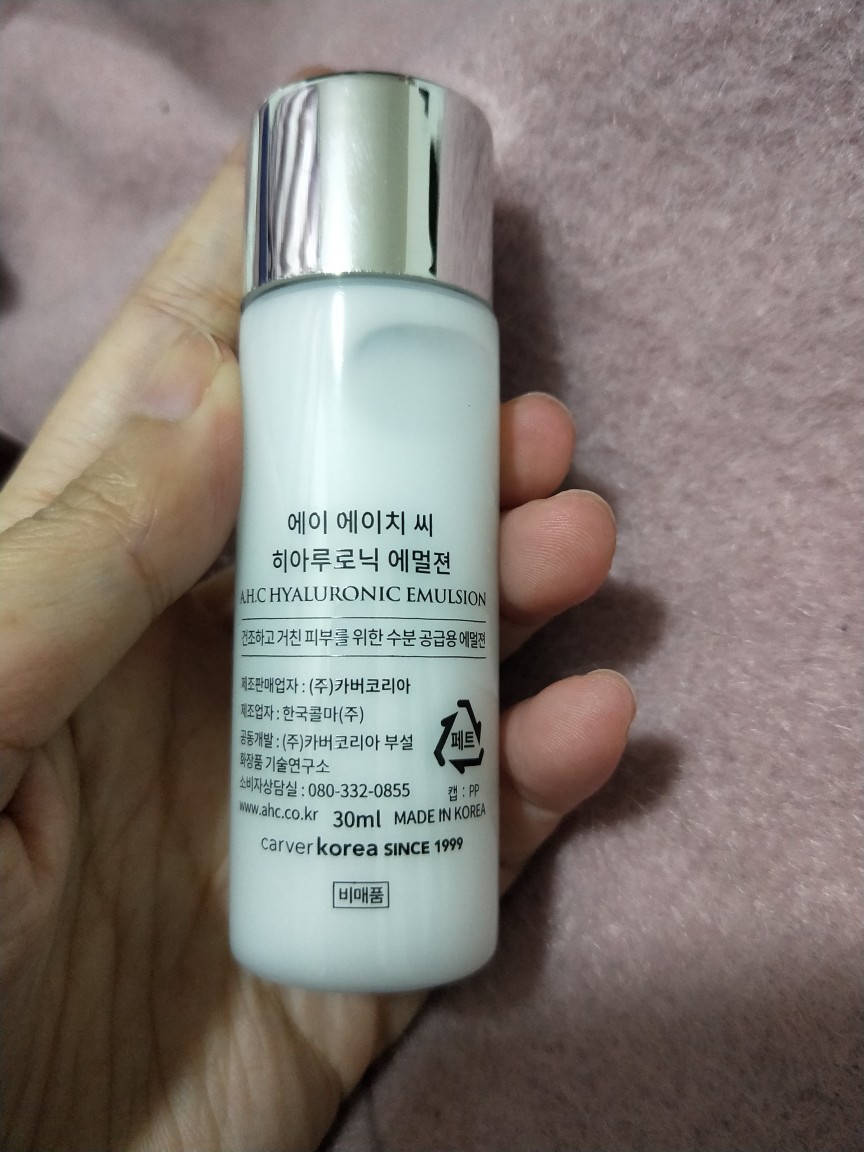 에이 에이치 씨
히아루로닉 에멀젼
A.H.C HYALURONIC EMULSION
건조하고 거친 피부를 위한 수분 공급용 에멀젼
제조판매업자 : (주)카버코리아
제조업자 : 한국콜마(주)
공동개발 : (주)카버코리아 부설
화장품 기술연구소
소비자상담실 : 080-332-0855
페트
캡 : PP
www.ahc.co.kr 30ml MADE IN KOREA
carverkorea SINCE 1999
비매품